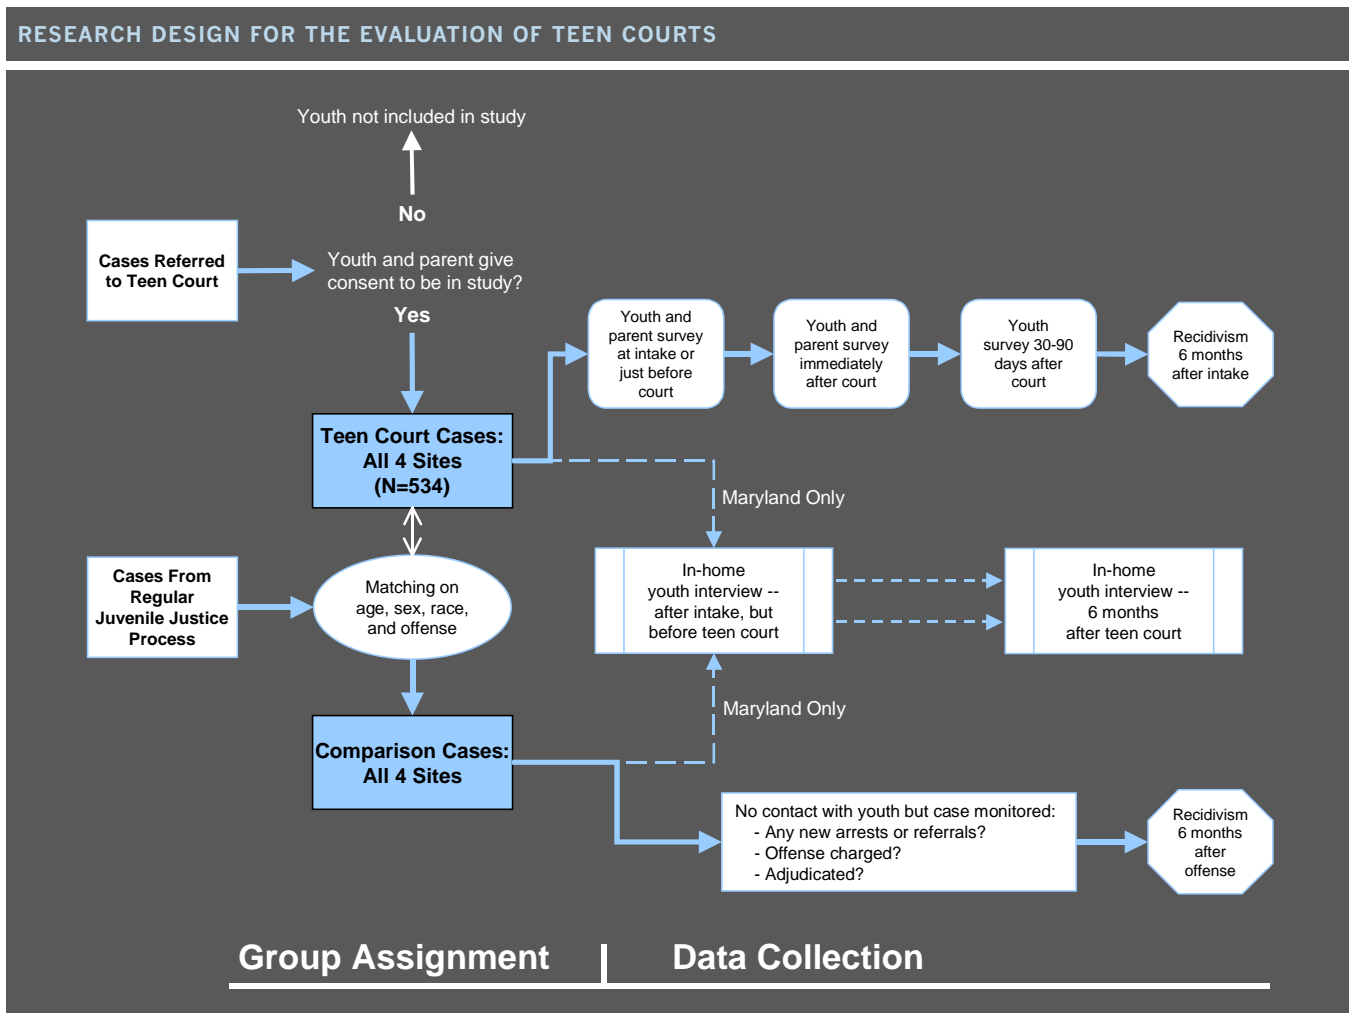 RESEARCH DESIGN FOR THE EVALUATION OF TEEN COURTS
Youth not included in study
No
Cases Referred
to Teen Court
Youth and parent give
consent to be in study?
Yes
Youth and
parent survey
at intake or
just before
court
Youth and
parent survey
immediately
after court
Youth
survey 30-90
days after
court
Recidivism
6 months
after intake
Teen Court Cases:
All 4 Sites
(N=534)
Maryland Only
Cases From
Regular
Juvenile Justice
Process
Matching on
age, sex, race,
and offense
In-home
youth interview --
after intake, but
before teen court
In-home
youth interview --
6 months
after teen court
Maryland Only
Comparison Cases:
All 4 Sites
No contact with youth but case monitored:
- Any new arrests or referrals?
- Offense charged?
- Adjudicated?
Recidivism
6 months
after
offense
Group Assignment
Data Collection